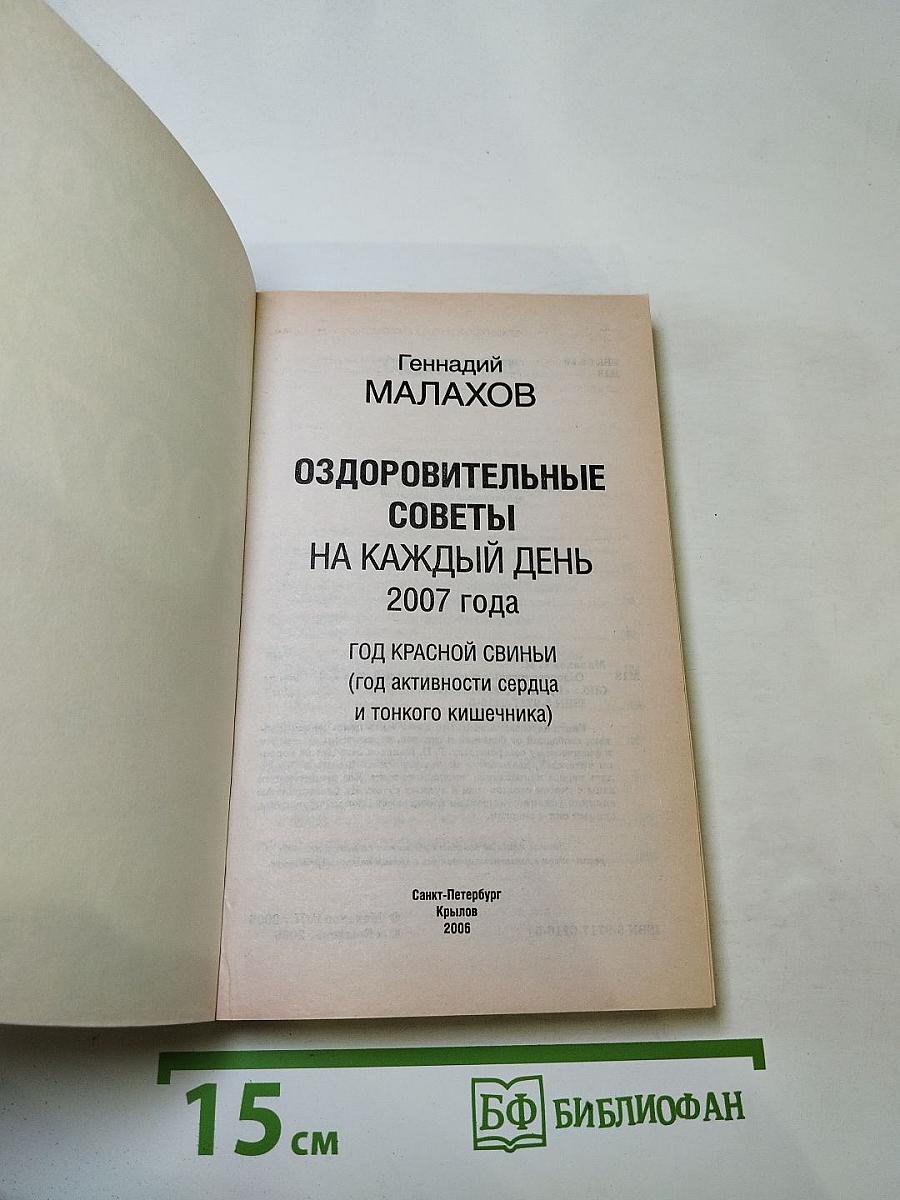 Геннадий
МАЛАХОВ
ОЗДОРОВИТЕЛЬНЫЕ
СОВЕТЫ
НА КАЖДЫЙ ДЕНЬ
2007 года
ГОД КРАСНОЙ СВИНЬИ
(год активности сердца
и тонкого кишечника)
Санкт-Петербург
Крылов
2006
15 см
БФ БИБЛИОФАН